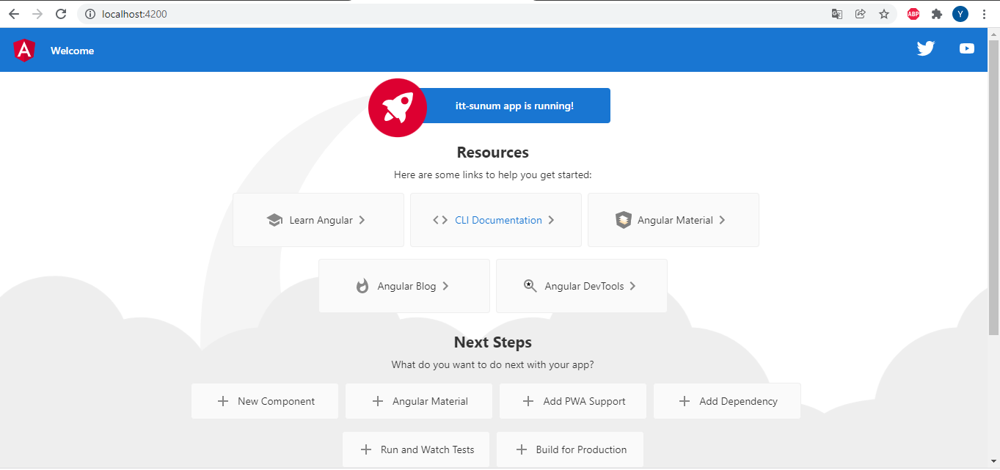 localhost:4200
ABP
Y
A
Welcome
itt-sunum app is running!
Resources
Here are some links to help you get started:
Learn Angular
CLI Documentation
Angular Material
Angular Blog
Angular DevTools
Next Steps
What do you want to do next with your app?
New Component
Angular Material
Add PWA Support
Add Dependency
Run and Watch Tests
Build for Production